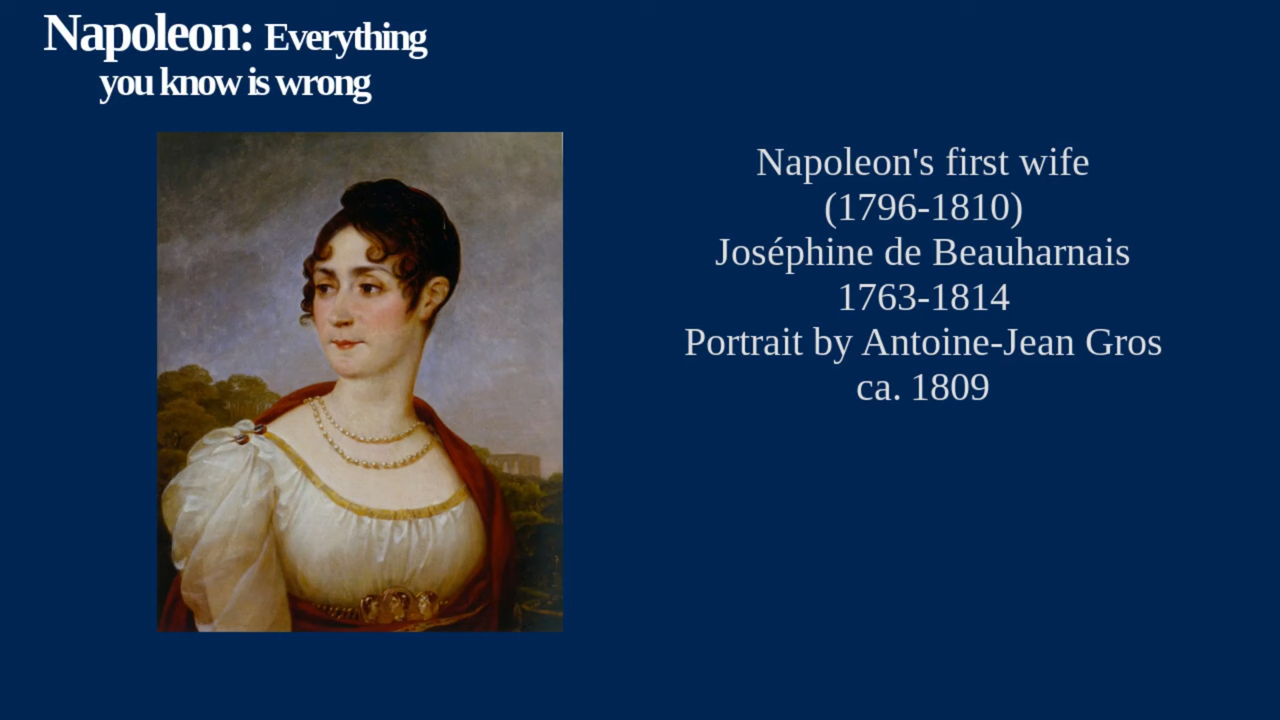 Napoleon: Everything
you know is wrong
Napoleon's first wife
(1796-1810)
Joséphine de Beauharnais
1763-1814
Portrait by Antoine-Jean Gros
ca. 1809